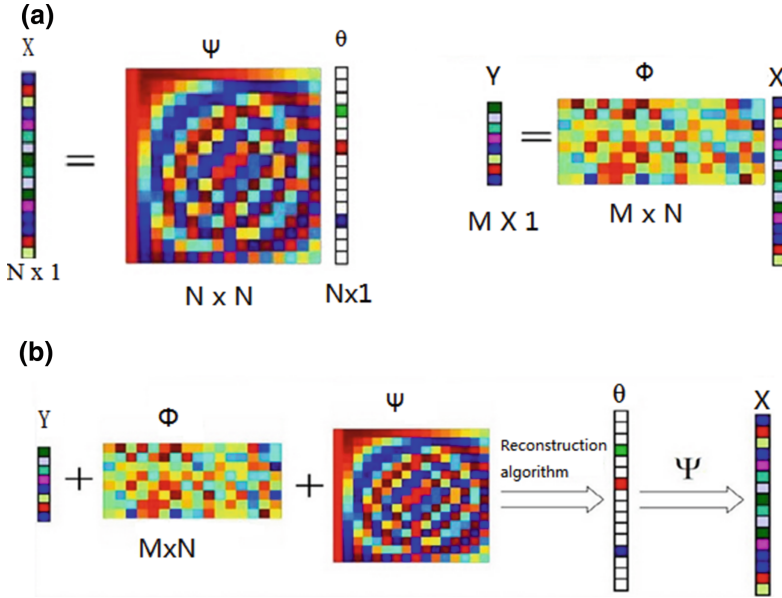 (a)
X
=
N x 1
Ψ
N x N
θ
Nx1
Y
=
M X 1
Φ
M x N
X
(b)
Y
+
Φ
MxN
+
Ψ
Reconstruction
algorithm
θ
Ψ
X